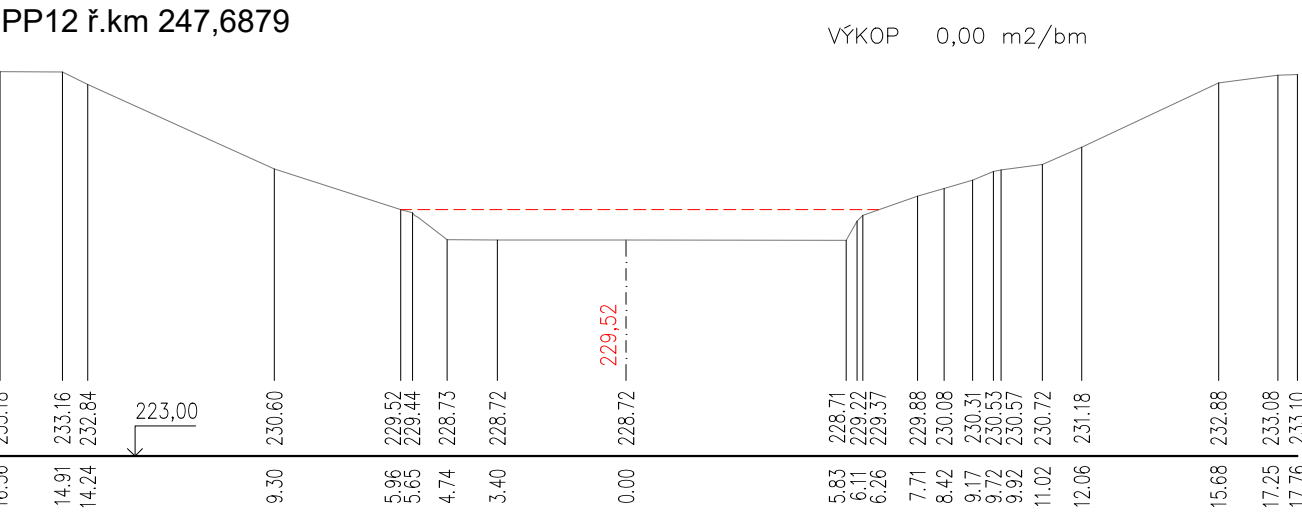 PP12 ř.km 247,6879
VÝKOP 0,00 m2/bm
229,52
223,00
233.16 232.84 230.60 229.52 229.44 228.73 228.72 228.72 228.71 229.22 229.37 229.88 230.08 230.31 230.53 230.57 230.72 231.18 232.88 233.08 233.10
14.91 14.24 9.30 5.96 5.65 4.74 3.40 0.00 5.83 6.11 6.26 7.71 8.42 9.17 9.72 9.92 11.02 12.06 15.68 17.25 17.76